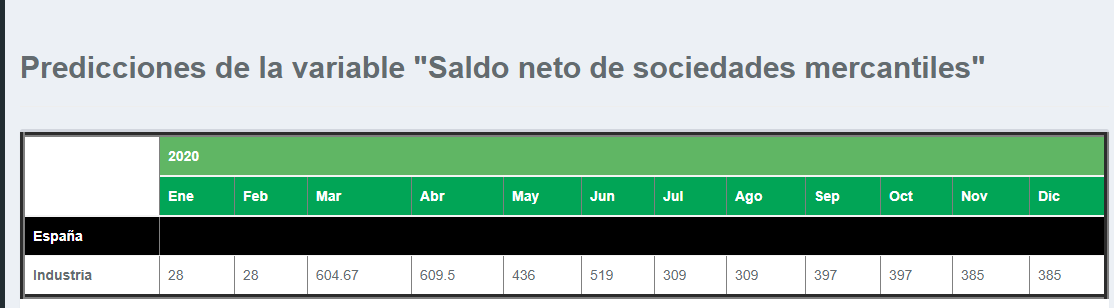 Predicciones de la variable "Saldo neto de sociedades mercantiles"
2020
Ene Feb Mar Abr May Jun Jul Ago Sep Oct Nov Dic
España
Industria 28 28 604.67 609.5 436 519 309 309 397 397 385 385